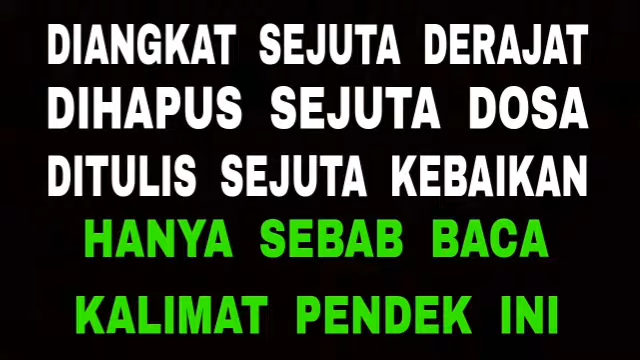 DIANGKAT SEJUTA DERAJAT
DIHAPUS SEJUTA DOSA
DITULIS SEJUTA KEBAIKAN
HANYA SEBAB BACA
KALIMAT PENDEK INI